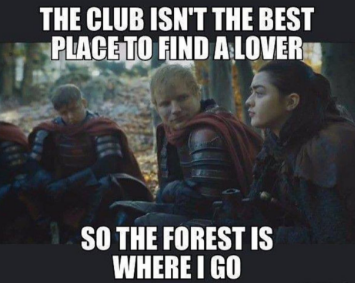 THE CLUB ISN'T THE BEST
PLACE TO FIND A LOVER
SO THE FOREST IS
WHERE I GO